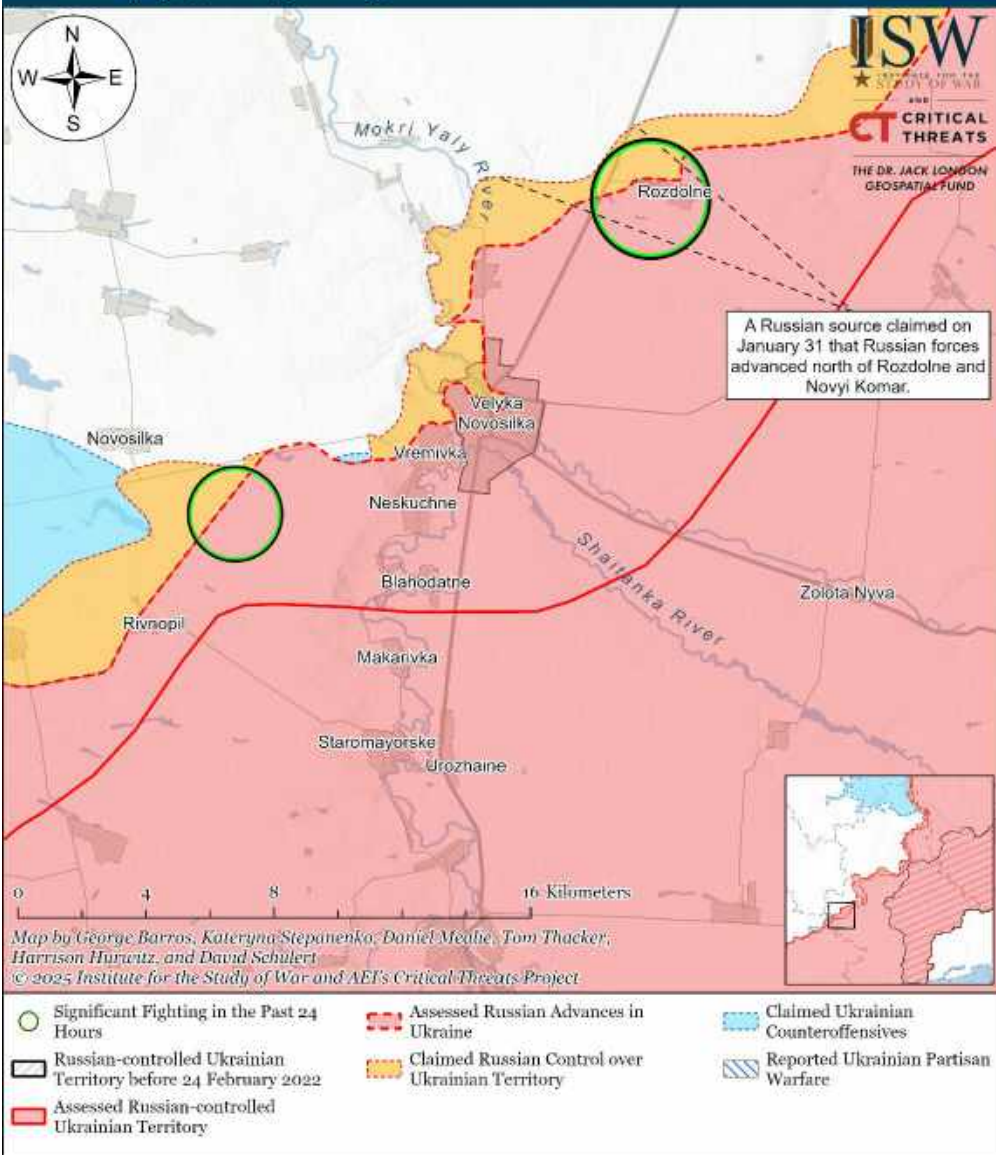 N
W E
S
ISW
INSTITUTE FOR THE
STUDY OF WAR
AND
CT CRITICAL
THREATS
THE DR. JACK LONDON
GEOSPATIAL FUND
Mokri Yaly River
Rozdolne
A Russian source claimed on
January 31 that Russian forces
advanced north of Rozdolne and
Novyi Komar.
Velyka
Novosilka
Novosilka
Vremivka
Neskuchne
Shaitanka River
Blahodatne
Zolota Nyva
Rivnopil
Makarivka
Staromayorske
Urozhaine
0 4 8 16 Kilometers
Map by George Barros, Kateryna Stepanenko, Daniel Mealie, Tom Thacker,
Harrison Hurwitz, and David Schulert
© 2025 Institute for the Study of War and AEI's Critical Threats Project
Significant Fighting in the Past 24
Hours
Russian-controlled Ukrainian
Territory before 24 February 2022
Assessed Russian-controlled
Ukrainian Territory
Assessed Russian Advances in
Ukraine
Claimed Russian Control over
Ukrainian Territory
Claimed Ukrainian
Counteroffensives
Reported Ukrainian Partisan
Warfare